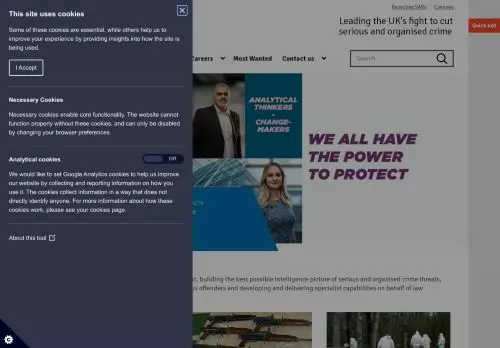 This site uses cookies
Some of these cookies are essential, while others help us to
improve your experience by providing insights into how the site is
being used.
I Accept
Necessary Cookies
Necessary cookies enable core functionality. The website cannot
function properly without these cookies, and can only be disabled
by changing your browser preferences.
Analytical cookies
Off
We would like to set Google Analytics cookies to help us improve
our website by collecting and reporting information on how you
use it. The cookies collect information in a way that does not
directly identify anyone. For more information about how these
cookies work, please see your cookies page.
About this tool
Reporting SARs
Cymraeg
Leading the UK's fight to cut
serious and organised crime
Quick exit
Careers
Most Wanted
Contact us
Search
ANALYTICAL
THINKERS
-
CHANGE-
MAKERS
WE ALL HAVE
THE POWER
TO PROTECT
, building the best possible intelligence picture of serious and organised crime threats,
offenders and developing and delivering specialist capabilities on behalf of law